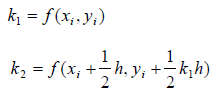 k₁ = f(xᵢ, yᵢ)
k₂ = f(xᵢ + 1/2 h, yᵢ + 1/2 k₁h)